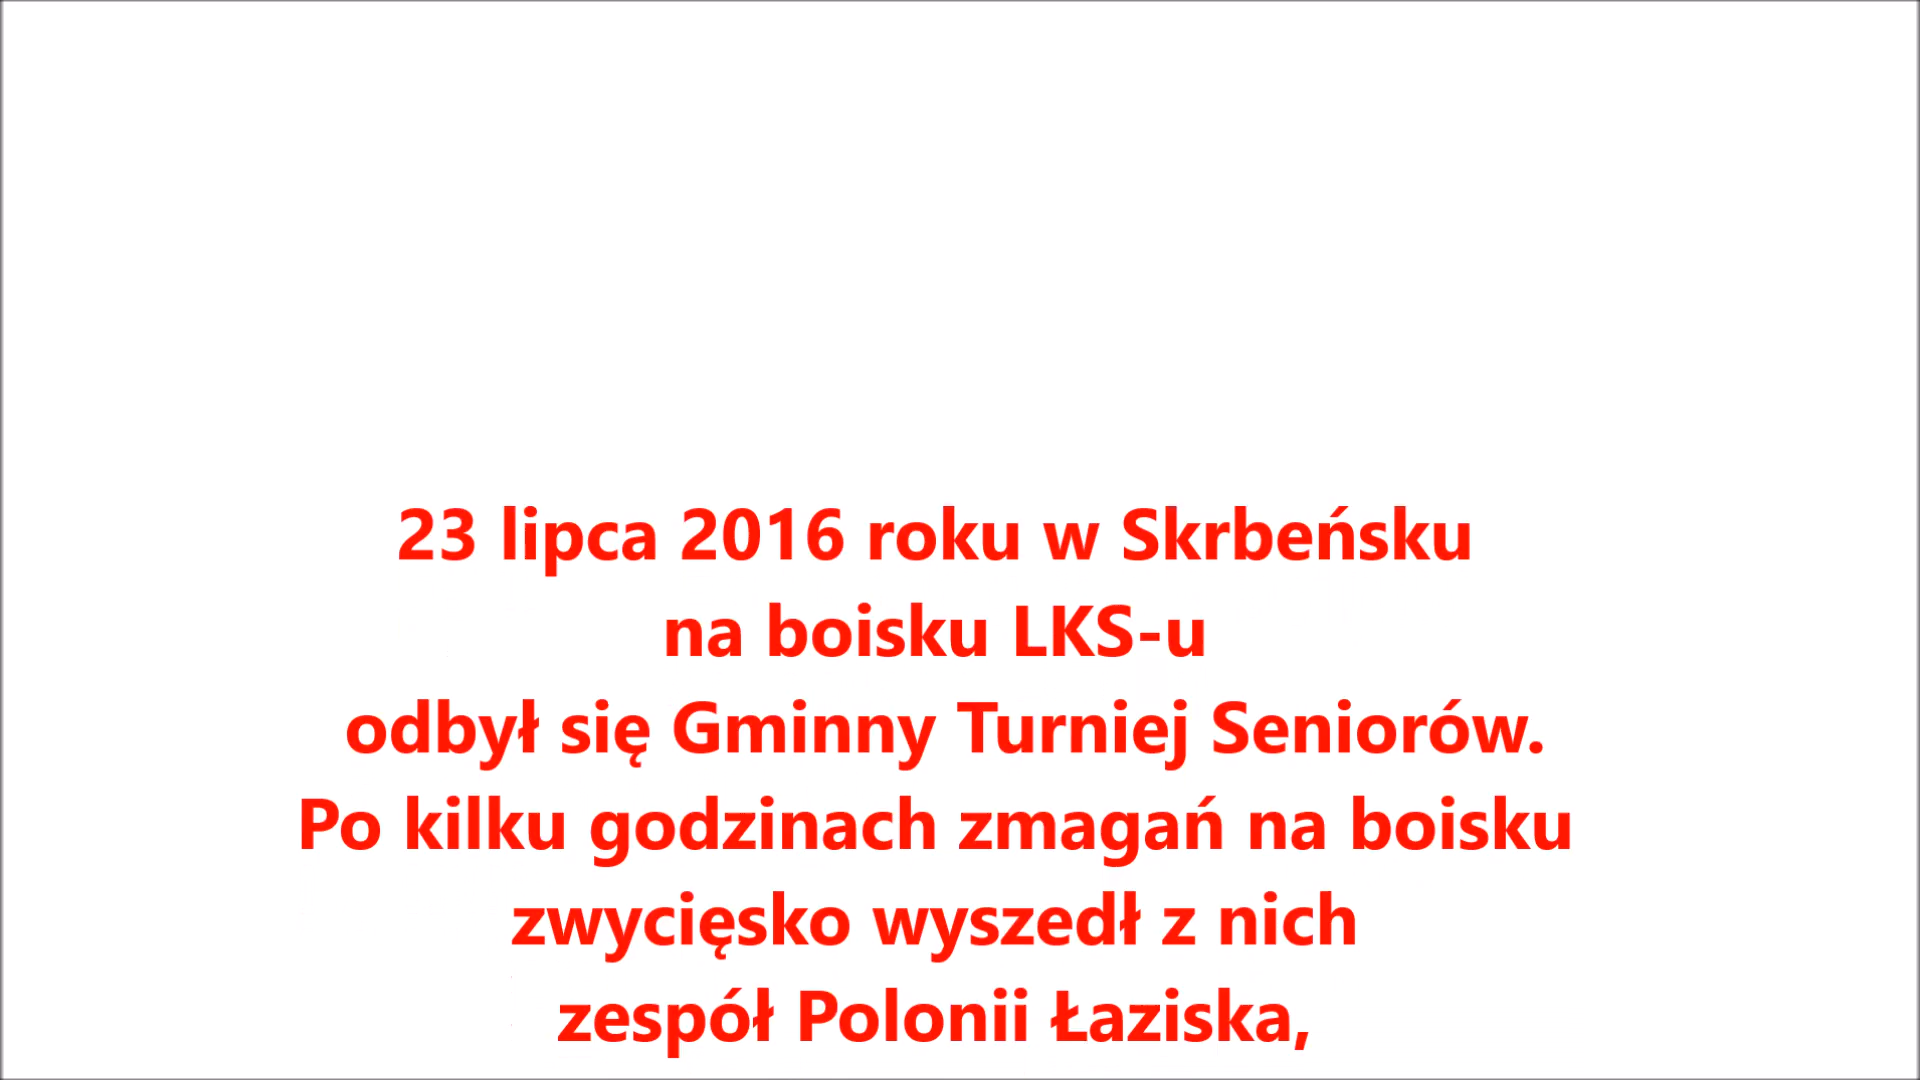 23 lipca 2016 roku w Skrbeńsku
na boisku LKS-u
odbył się Gminny Turniej Seniorów.
Po kilku godzinach zmagań na boisku
zwycięsko wyszedł z nich
zespół Polonii Łaziska,